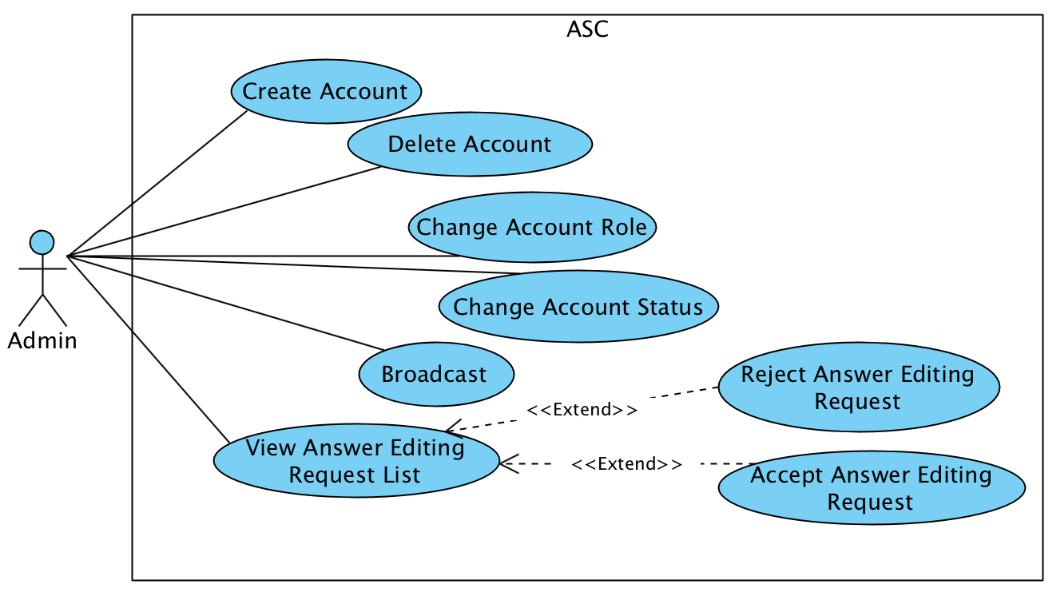 ASC
Create Account
Delete Account
Change Account Role
Admin
Change Account Status
Broadcast
Reject Answer Editing
Request
<<Extend>>
View Answer Editing
Request List
<<Extend>>
Accept Answer Editing
Request